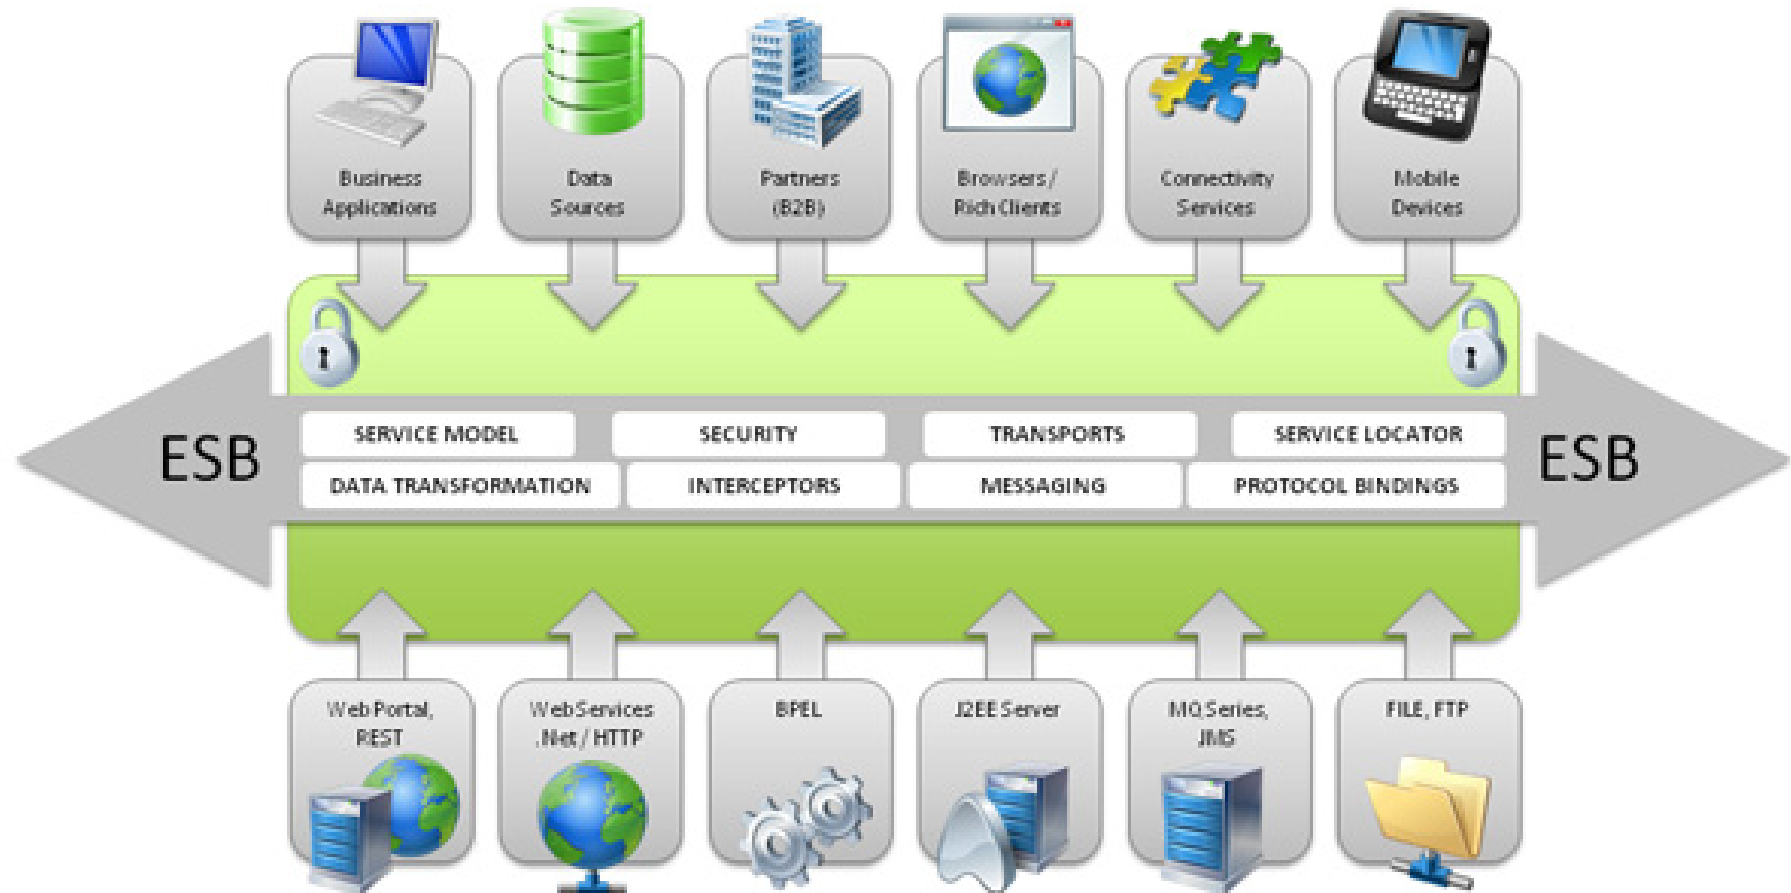 Business
Applications
Data
Sources
Partners
(B2B)
Browsers /
Rich Clients
Connectivity
Services
Mobile
Devices
ESB
SERVICE MODEL
SECURITY
TRANSPORTS
SERVICE LOCATOR
DATA TRANSFORMATION
INTERCEPTORS
MESSAGING
PROTOCOL BINDINGS
ESB
Web Portal,
REST
Web Services
.Net / HTTP
BPEL
J2EE Server
MQ Series,
JMS
FILE, FTP